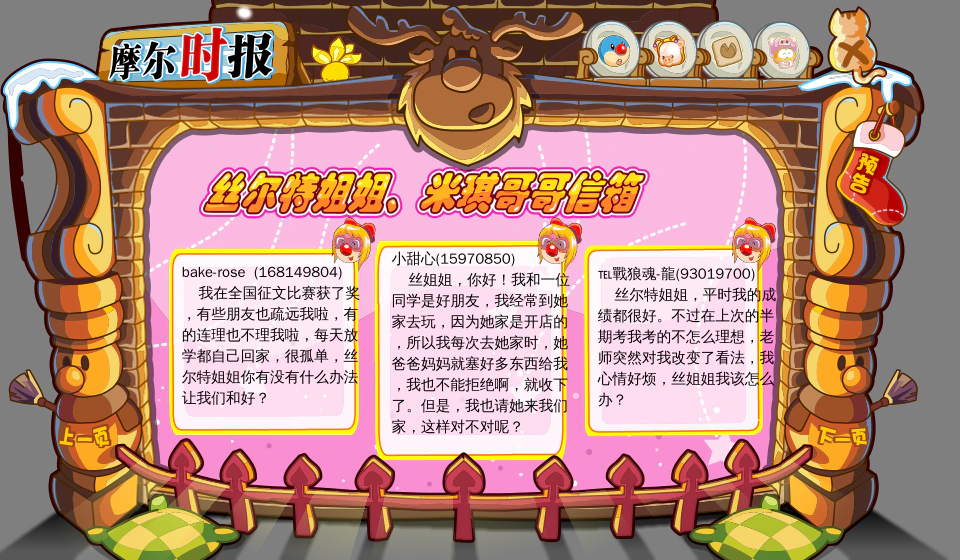 摩尔时报
预告
丝尔特姐姐、米琪哥哥信箱
bake-rose (168149804)
我在全国征文比赛获了奖
，有些朋友也疏远我啦，有
的连理也不理我啦，每天放
学都自己回家，很孤单，丝
尔特姐姐你有没有什么办法
让我们和好？
小甜心(15970850)
丝姐姐，你好！我和一位
同学是好朋友，我经常到她
家去玩，因为她家是开店的
，所以我每次去她家时，她
爸爸妈妈就塞好多东西给我
，我也不能拒绝啊，就收下
了。但是，我也请她来我们
家，这样对不对呢？
℡戰狼魂-龍(93019700)
丝尔特姐姐，平时我的成
绩都很好。不过在上次的半
期考我考的不怎么理想，老
师突然对我改变了看法，我
心情好烦，丝姐姐我该怎么
办？
上一页
下一页